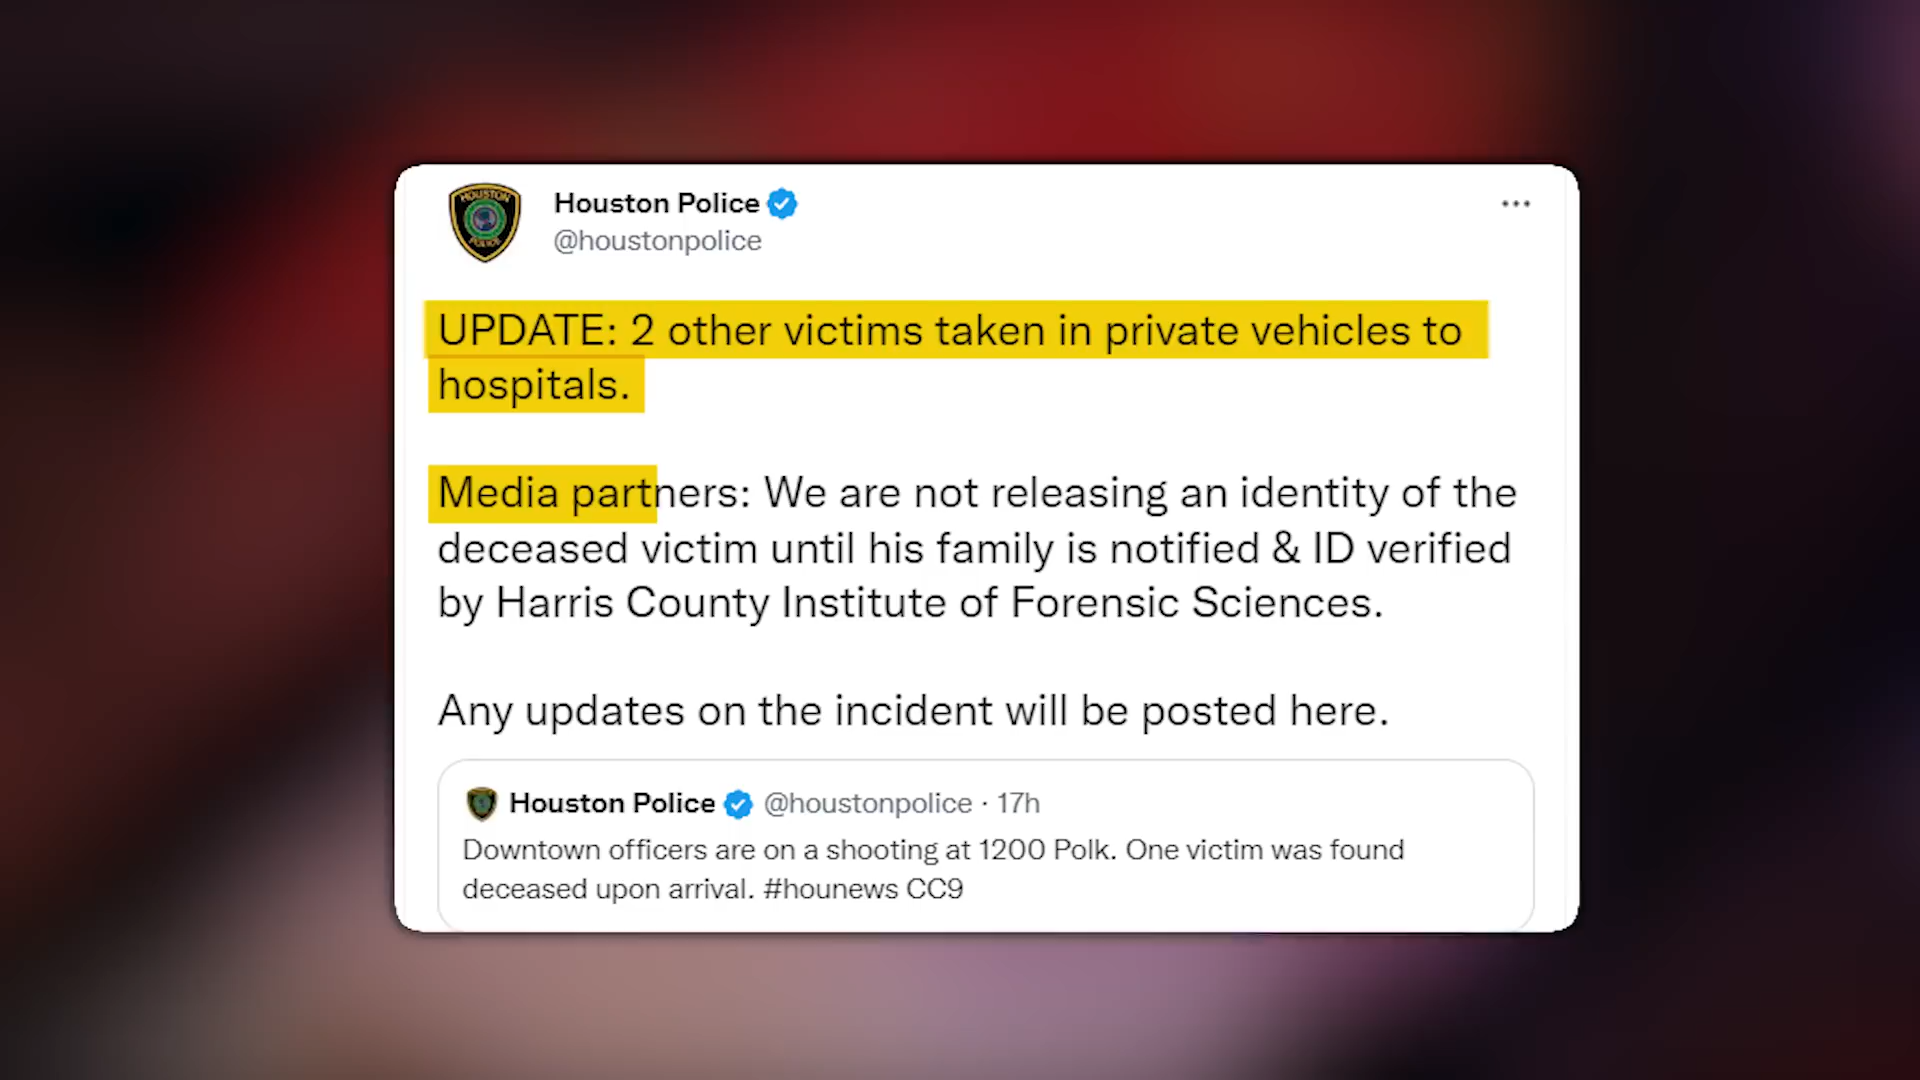 HOUSTON
POLICE
Houston Police
@houstonpolice
UPDATE: 2 other victims taken in private vehicles to
hospitals.
Media partners: We are not releasing an identity of the
deceased victim until his family is notified & ID verified
by Harris County Institute of Forensic Sciences.
Any updates on the incident will be posted here.
Houston Police @houstonpolice · 17h
Downtown officers are on a shooting at 1200 Polk. One victim was found
deceased upon arrival. #hounews CC9